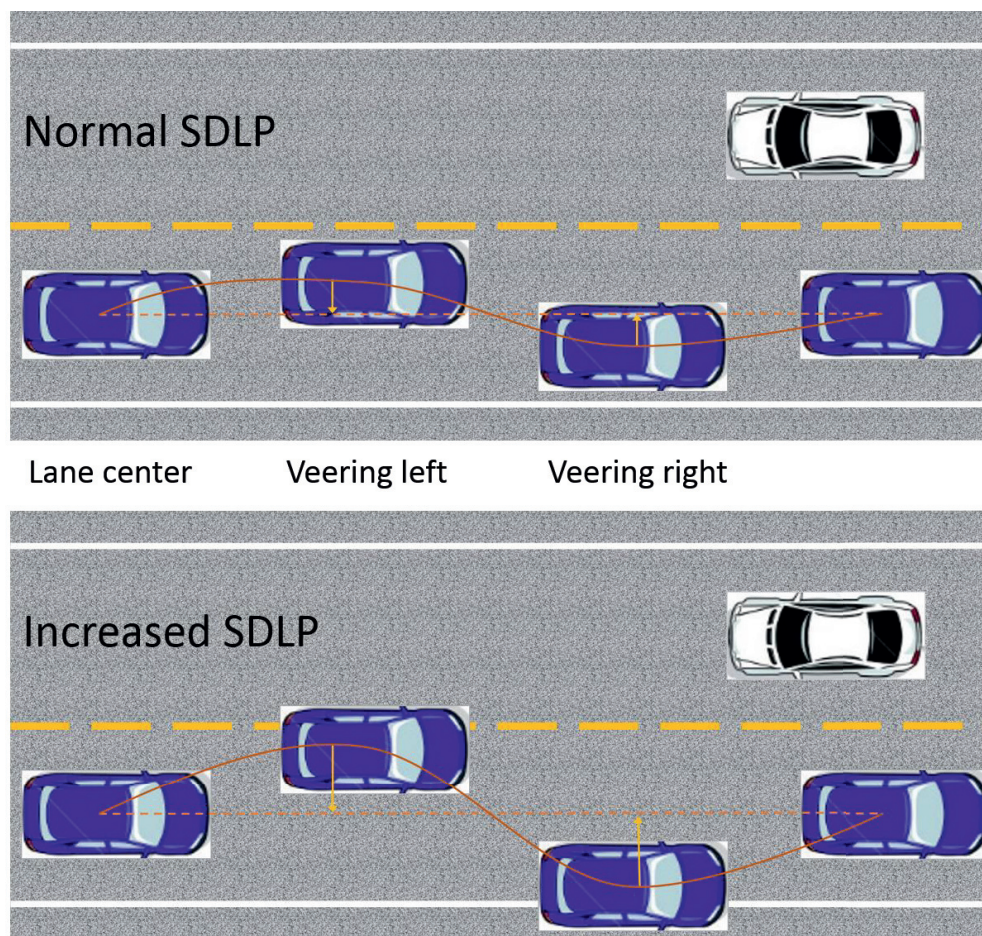 Normal SDLP
Lane center
Veering left
Veering right
Increased SDLP